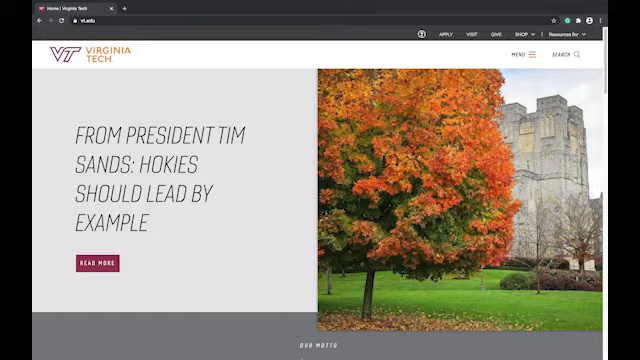 Home | Virginia Tech
vt.edu
APPLY VISIT GIVE SHOP Resources for
VT VIRGINIA TECH
MENU SEARCH
FROM PRESIDENT TIM
SANDS: HOKIES
SHOULD LEAD BY
EXAMPLE
READ MORE
OUR MOTTO